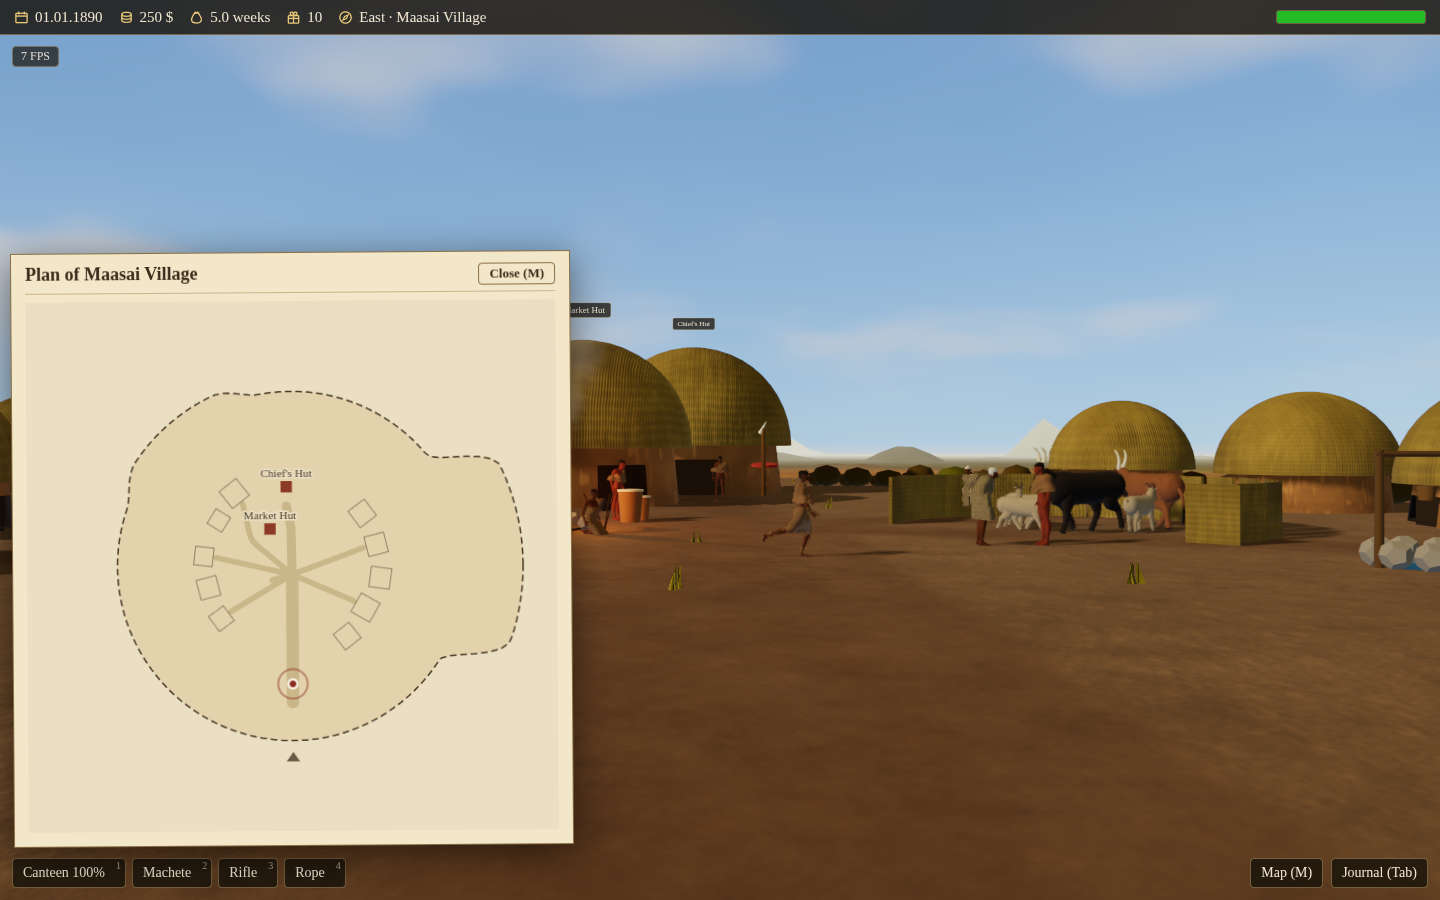 01.01.1890 250 $ 5.0 weeks 10 East · Maasai Village
7 FPS
Plan of Maasai Village
Close (M)
arket Hut
Chief's Hut
Chief's Hut
Market Hut
Canteen 100% 1
Machete 2
Rifle 3
Rope 4
Map (M)
Journal (Tab)